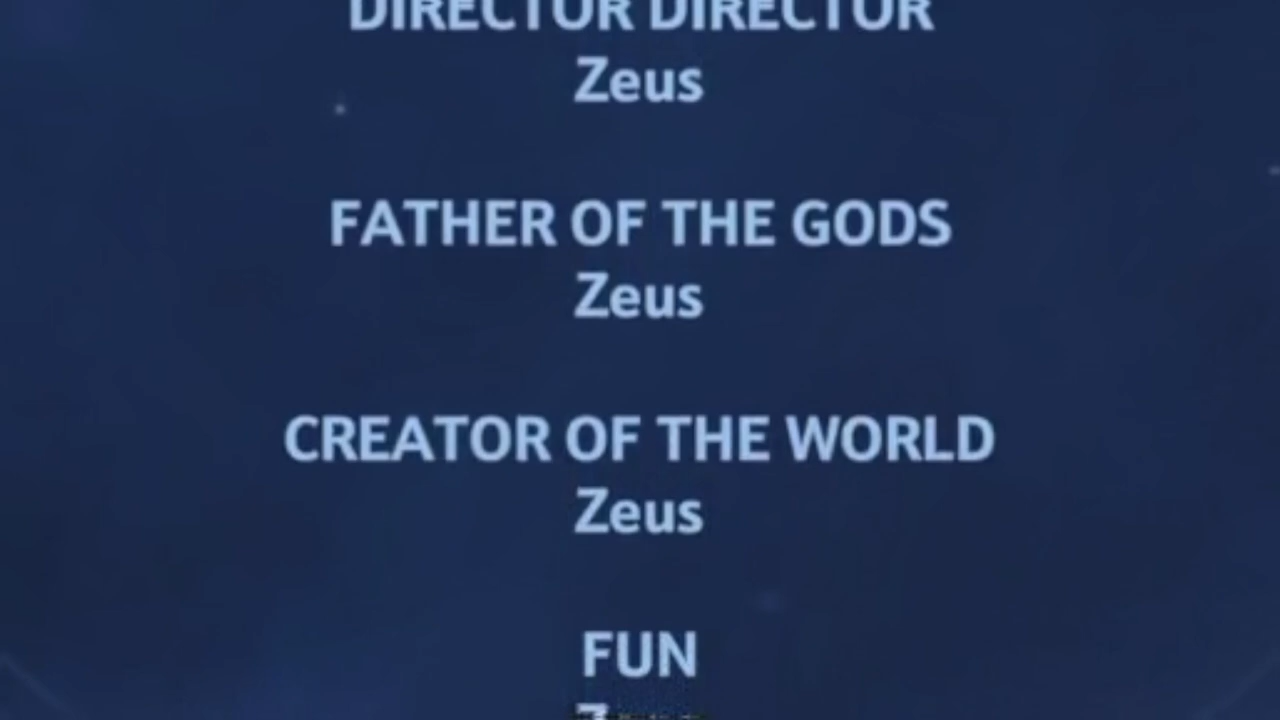 DIRECTOR DIRECTOR
Zeus
FATHER OF THE GODS
Zeus
CREATOR OF THE WORLD
Zeus
FUN